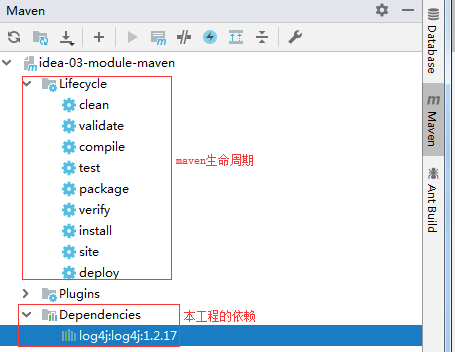 Maven
idea-03-module-maven
Lifecycle
clean
validate
compile
test
package
verify
install
site
deploy
maven生命周期
Plugins
Dependencies
本工程的依赖
log4j:log4j:1.2.17
Database
Maven
Ant Build